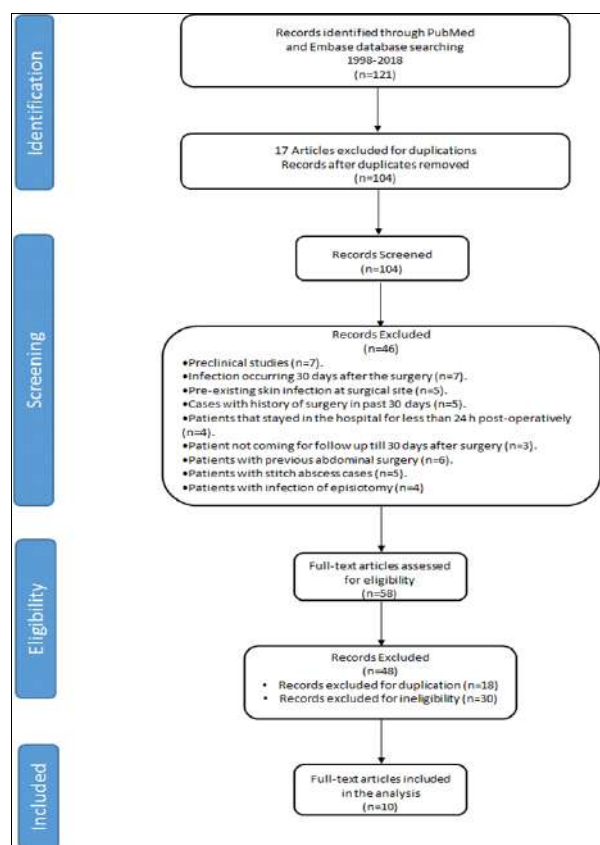 Identification
Records identified through PubMed
and Embase database searching
1998-2018
(n=121)
17 Articles excluded for duplications
Records after duplicates removed
(n=104)
Screening
Records Screened
(n=104)
Records Excluded
(n=46)
•Preclinical studies (n=7).
•Infection occurring 30 days after the surgery (n=7).
•Pre-existing skin infection at surgical site (n=5).
•Cases with history of surgery in past 30 days (n=5).
•Patients that stayed in the hospital for less than 24 h post-operatively
(n=4).
•Patient not coming for follow up till 30 days after surgery (n=3).
•Patients with previous abdominal surgery (n=6).
•Patients with stitch abscess cases (n=5).
•Patients with infection of episiotomy (n=4)
Eligibility
Full-text articles assessed
for eligibility
(n=58)
Records Excluded
(n=48)
• Records excluded for duplication (n=18)
• Records excluded for ineligibility (n=30)
Included
Full-text articles included
in the analysis
(n=10)